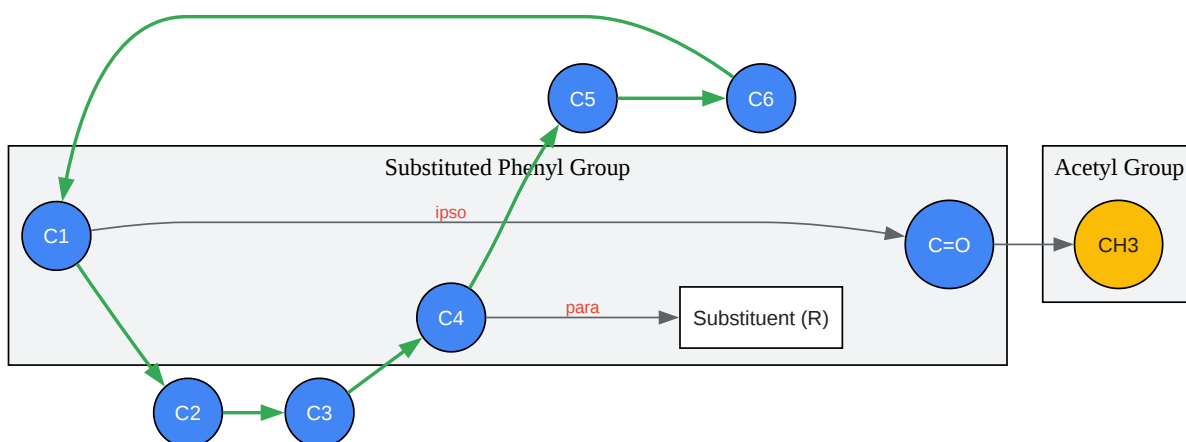 C5
C6
Substituted Phenyl Group
Acetyl Group
C1
ipso
C=O
CH3
C4
para
Substituent (R)
C2
C3